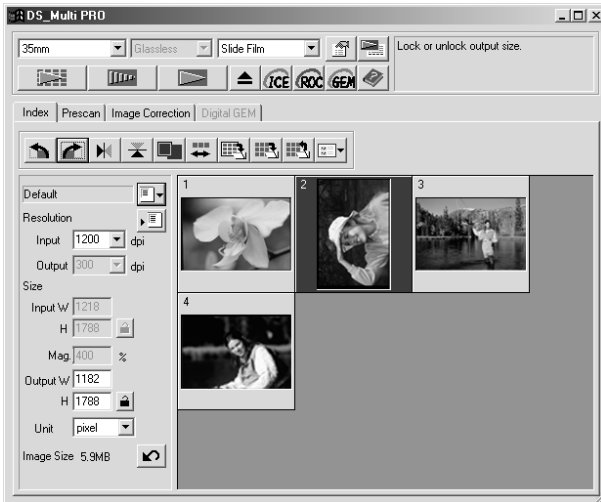 DS_Multi PRO
35mm Glassless Slide Film
Lock or unlock output size.
ICE ROC GEM
Index Prescan Image Correction Digital GEM
Default
Resolution
Input 1200 dpi
Output 300 dpi
Size
Input W 1218
H 1788
Mag. 400 %
Output W 1182
H 1788
Unit pixel
Image Size 5.9MB
1 2 3
4